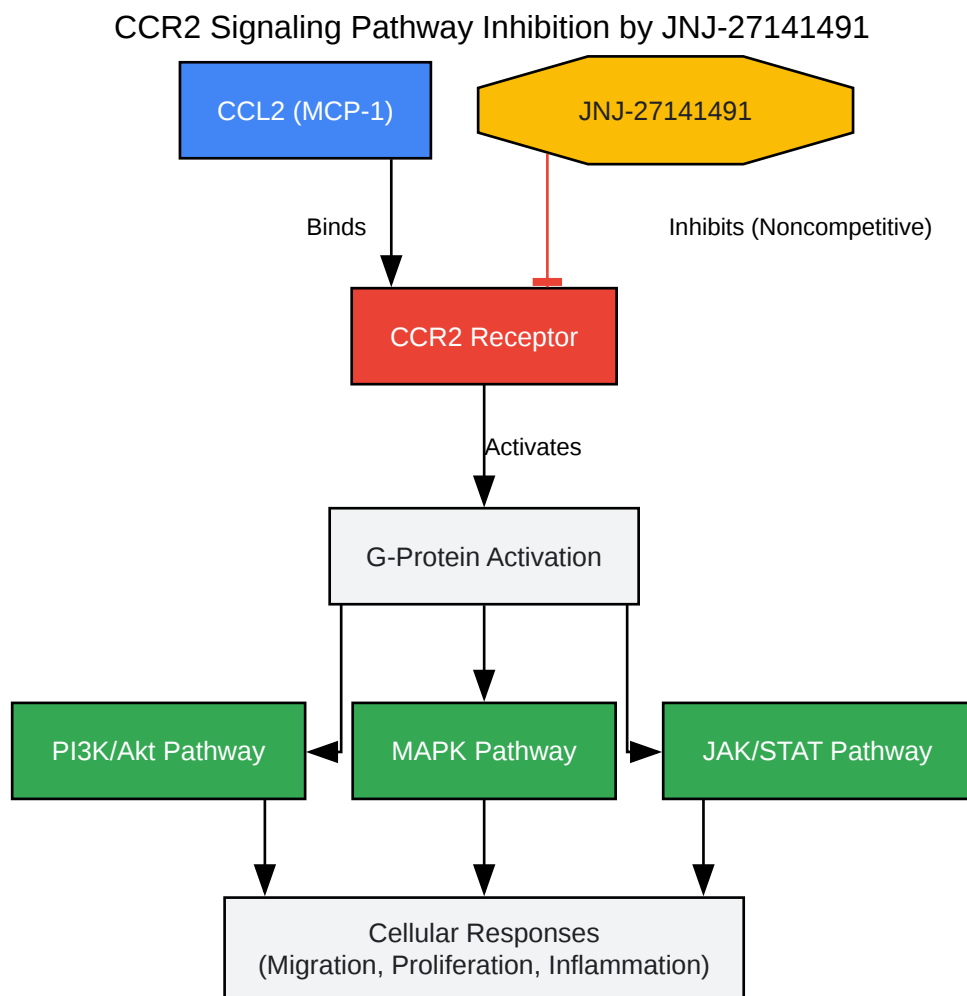 CCR2 Signaling Pathway Inhibition by JNJ-27141491
CCL2 (MCP-1)
JNJ-27141491
Binds
Inhibits (Noncompetitive)
CCR2 Receptor
Activates
G-Protein Activation
PI3K/Akt Pathway
MAPK Pathway
JAK/STAT Pathway
Cellular Responses
(Migration, Proliferation, Inflammation)